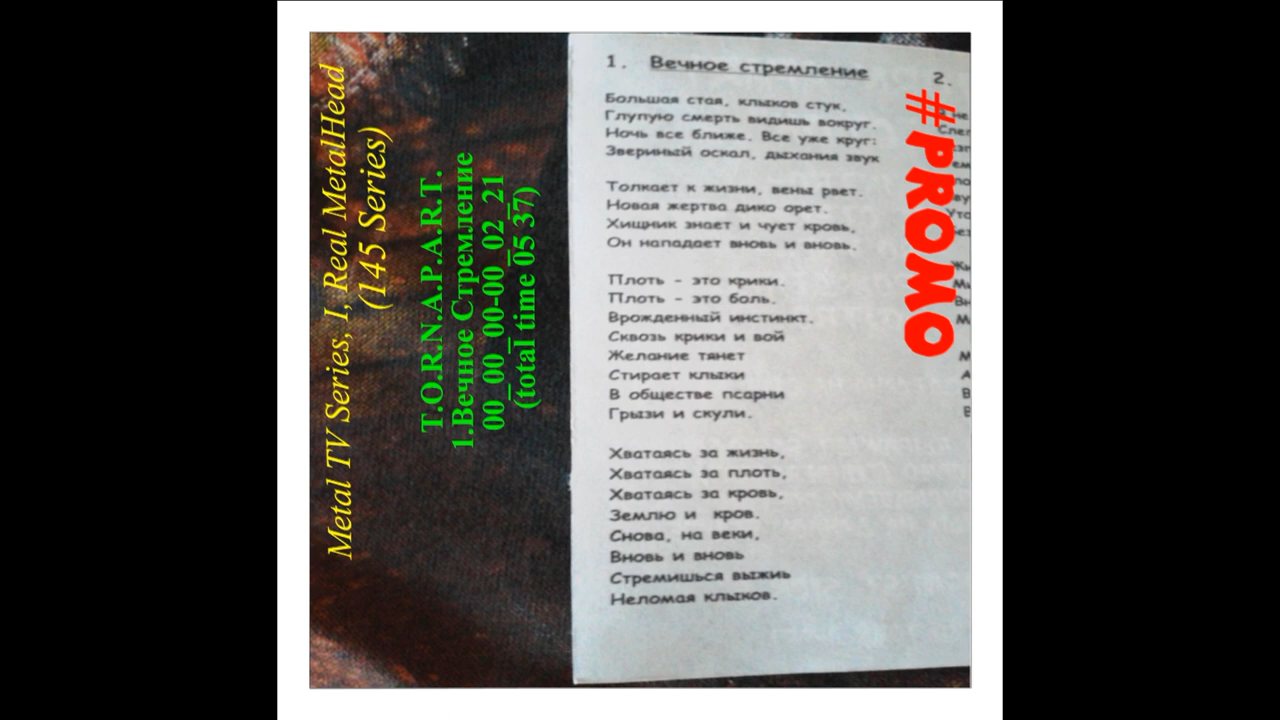 Metal TV Series, I, Real MetalHead
(145 Series)
T.O.R.N.A.P.A.R.T.
1.Вечное Стремление
00_00_00-00_02_21
(total time 05 37)
1. Вечное стремление
Большая стая, клыков стук,
Глупую смерть видишь вокруг.
Ночь все ближе. Все уже круг:
Звериный оскал, дыхания звук
Толкает к жизни, вены рвет.
Новая жертва дико орет.
Хищник знает и чует кровь,
Он нападает вновь и вновь.
Плоть - это крики.
Плоть - это боль.
Врожденный инстинкт.
Сквозь крики и вой
Желание тянет
Стирает клыки
В обществе псарни
Грызи и скули.
Хватаясь за жизнь,
Хватаясь за плоть,
Хватаясь за кровь,
Землю и кров.
Снова, на веки,
Вновь и вновь
Стремишься выжиь
Неломая клыков.
2.
#PROMO